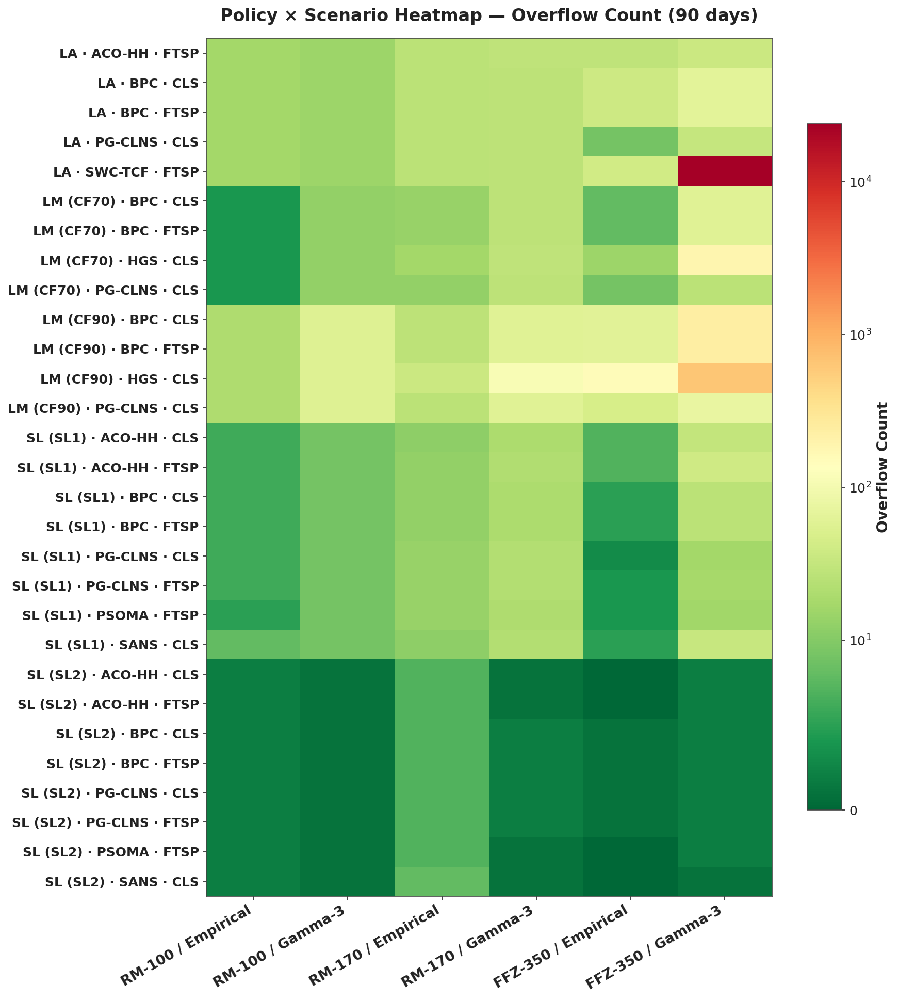 Policy × Scenario Heatmap — Overflow Count (90 days)
LA · ACO-HH · FTSP
LA · BPC · CLS
LA · BPC · FTSP
LA · PG-CLNS · CLS
LA · SWC-TCF · FTSP
LM (CF70) · BPC · CLS
LM (CF70) · BPC · FTSP
LM (CF70) · HGS · CLS
LM (CF70) · PG-CLNS · CLS
LM (CF90) · BPC · CLS
LM (CF90) · BPC · FTSP
LM (CF90) · HGS · CLS
LM (CF90) · PG-CLNS · CLS
SL (SL1) · ACO-HH · CLS
SL (SL1) · ACO-HH · FTSP
SL (SL1) · BPC · CLS
SL (SL1) · BPC · FTSP
SL (SL1) · PG-CLNS · CLS
SL (SL1) · PG-CLNS · FTSP
SL (SL1) · PSOMA · FTSP
SL (SL1) · SANS · CLS
SL (SL2) · ACO-HH · CLS
SL (SL2) · ACO-HH · FTSP
SL (SL2) · BPC · CLS
SL (SL2) · BPC · FTSP
SL (SL2) · PG-CLNS · CLS
SL (SL2) · PG-CLNS · FTSP
SL (SL2) · PSOMA · FTSP
SL (SL2) · SANS · CLS
RM-100 / Empirical
RM-100 / Gamma-3
RM-170 / Empirical
RM-170 / Gamma-3
FFZ-350 / Empirical
FFZ-350 / Gamma-3
10⁴
10³
10²
10¹
0
Overflow Count